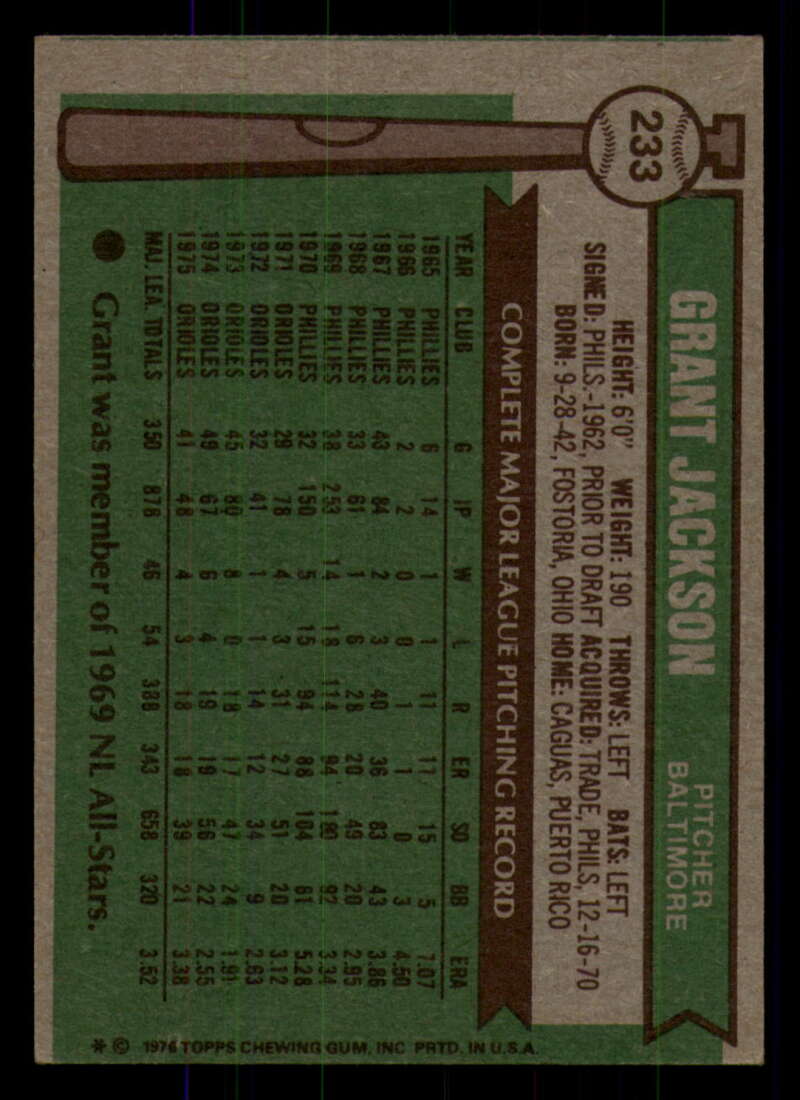 233
GRANT JACKSON
PITCHER
BALTIMORE
HEIGHT: 6'0" WEIGHT: 190 THROWS: LEFT BATS: LEFT
SIGNED: PHILS.-1962, PRIOR TO DRAFT ACQUIRED: TRADE, PHILS, 12-16-70
BORN: 9-28-42, FOSTORIA, OHIO HOME: CAGUAS, PUERTO RICO
COMPLETE MAJOR LEAGUE PITCHING RECORD
YEAR CLUB G IP W L R ER SO BB ERA
1965 PHILLIES 6 14 1 1 11 17 15 5 7.07
1966 PHILLIES 2 2 0 0 1 1 0 3 4.50
1967 PHILLIES 43 84 2 3 40 36 83 43 3.86
1968 PHILLIES 33 61 1 6 28 20 49 20 2.95
1969 PHILLIES 38 253 14 18 114 94 180 92 3.34
1970 PHILLIES 32 150 5 15 94 88 104 61 5.28
1971 ORIOLES 29 78 4 3 31 27 51 20 3.12
1972 ORIOLES 32 41 1 1 14 12 34 9 2.63
1973 ORIOLES 45 80 8 0 18 17 47 24 1.91
1974 ORIOLES 49 67 6 4 19 19 56 22 2.55
1975 ORIOLES 41 48 4 3 18 18 39 21 3.38
MAJ. LEA. TOTALS 350 878 46 54 388 343 658 320 3.52
Grant was member of 1969 NL All-Stars.
* © 1976 TOPPS CHEWING GUM, INC PRTD. IN U.S.A.